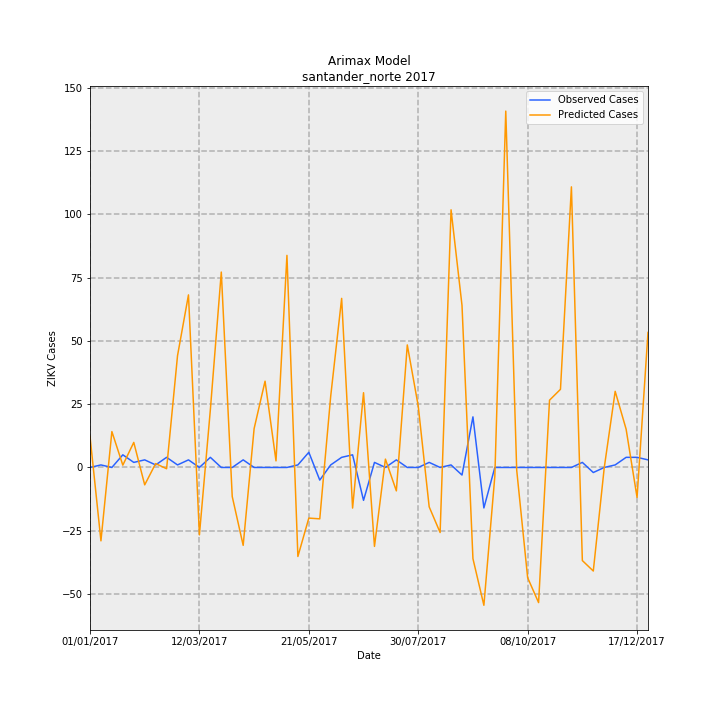 Arimax Model
santander_norte 2017
Observed Cases
Predicted Cases
150
125
100
75
50
25
0
−25
−50
ZIKV Cases
01/01/2017 12/03/2017 21/05/2017 30/07/2017 08/10/2017 17/12/2017
Date